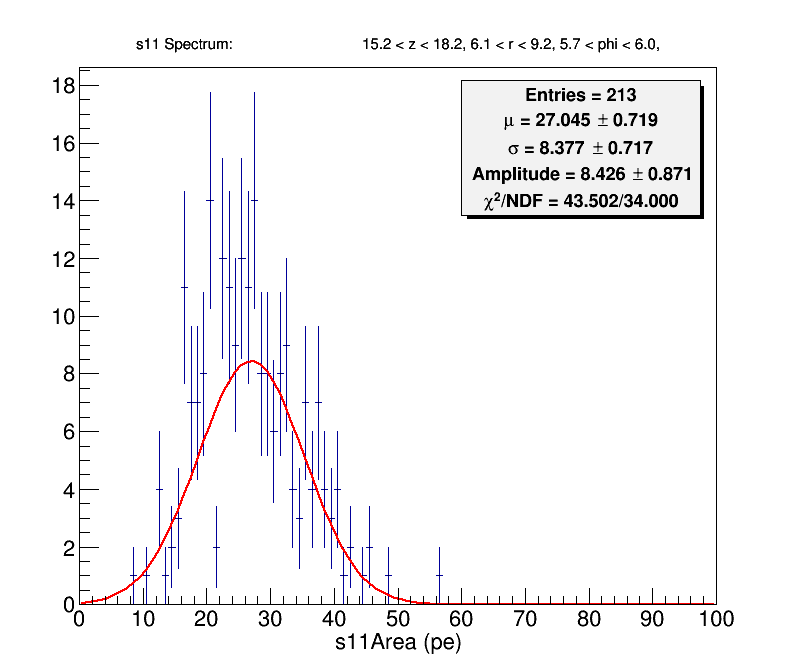 s11 Spectrum: 15.2 < z < 18.2, 6.1 < r < 9.2, 5.7 < phi < 6.0,
Entries = 213
μ = 27.045 ± 0.719
σ = 8.377 ± 0.717
Amplitude = 8.426 ± 0.871
χ²/NDF = 43.502/34.000
18
16
14
12
10
8
6
4
2
0
0 10 20 30 40 50 60 70 80 90 100
s11Area (pe)